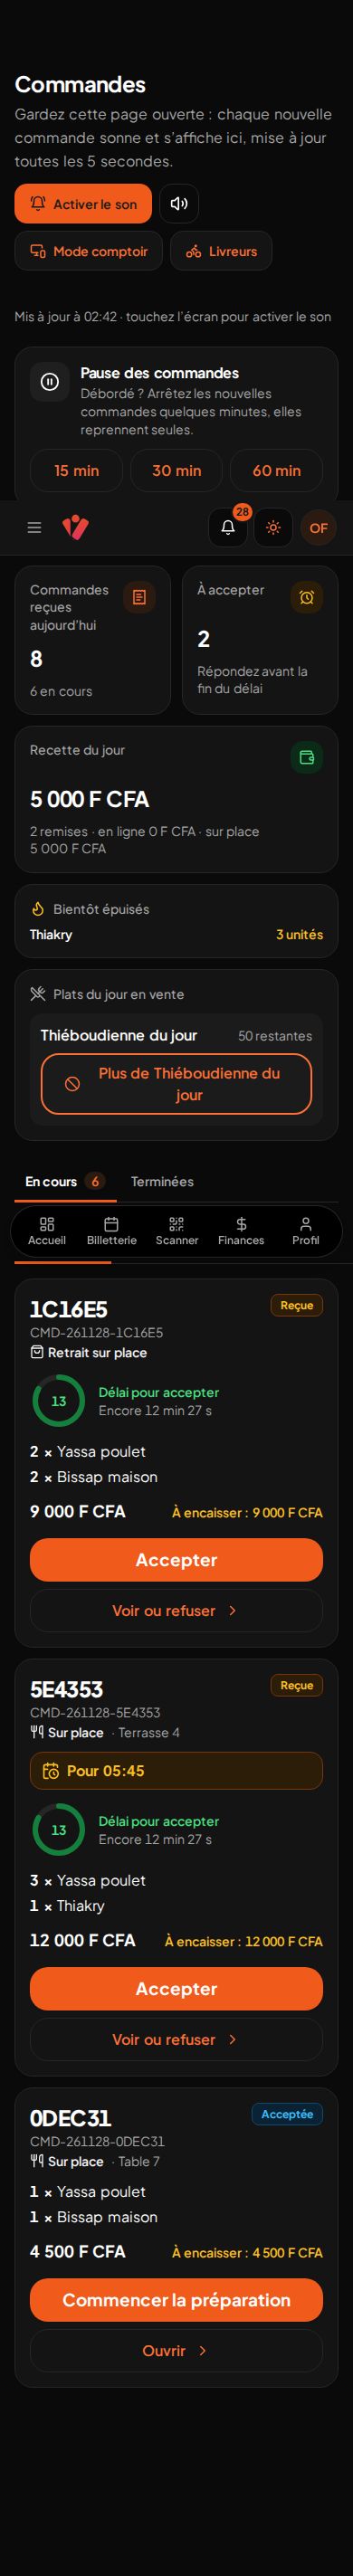 Commandes
Gardez cette page ouverte : chaque nouvelle
commande sonne et s'affiche ici, mise à jour
toutes les 5 secondes.
Activer le son
Mode comptoir
Livreurs
Mis à jour à 02:42 · touchez l'écran pour activer le son
Pause des commandes
Débordé ? Arrêtez les nouvelles
commandes quelques minutes, elles
reprennent seules.
15 min
30 min
60 min
28
OF
Commandes
reçues
aujourd'hui
8
6 en cours
À accepter
2
Répondez avant la
fin du délai
Recette du jour
5 000 F CFA
2 remises · en ligne 0 F CFA · sur place
5 000 F CFA
Bientôt épuisés
Thiakry
3 unités
Plats du jour en vente
Thiéboudienne du jour
50 restantes
Plus de Thiéboudienne du
jour
En cours 6
Terminées
Accueil
Billetterie
Scanner
Finances
Profil
1C16E5
Reçue
CMD-261128-1C16E5
Retrait sur place
13
Délai pour accepter
Encore 12 min 27 s
2 × Yassa poulet
2 × Bissap maison
9 000 F CFA
À encaisser : 9 000 F CFA
Accepter
Voir ou refuser
5E4353
Reçue
CMD-261128-5E4353
Sur place · Terrasse 4
Pour 05:45
13
Délai pour accepter
Encore 12 min 27 s
3 × Yassa poulet
1 × Thiakry
12 000 F CFA
À encaisser : 12 000 F CFA
Accepter
Voir ou refuser
0DEC31
Acceptée
CMD-261128-0DEC31
Sur place · Table 7
1 × Yassa poulet
1 × Bissap maison
4 500 F CFA
À encaisser : 4 500 F CFA
Commencer la préparation
Ouvrir